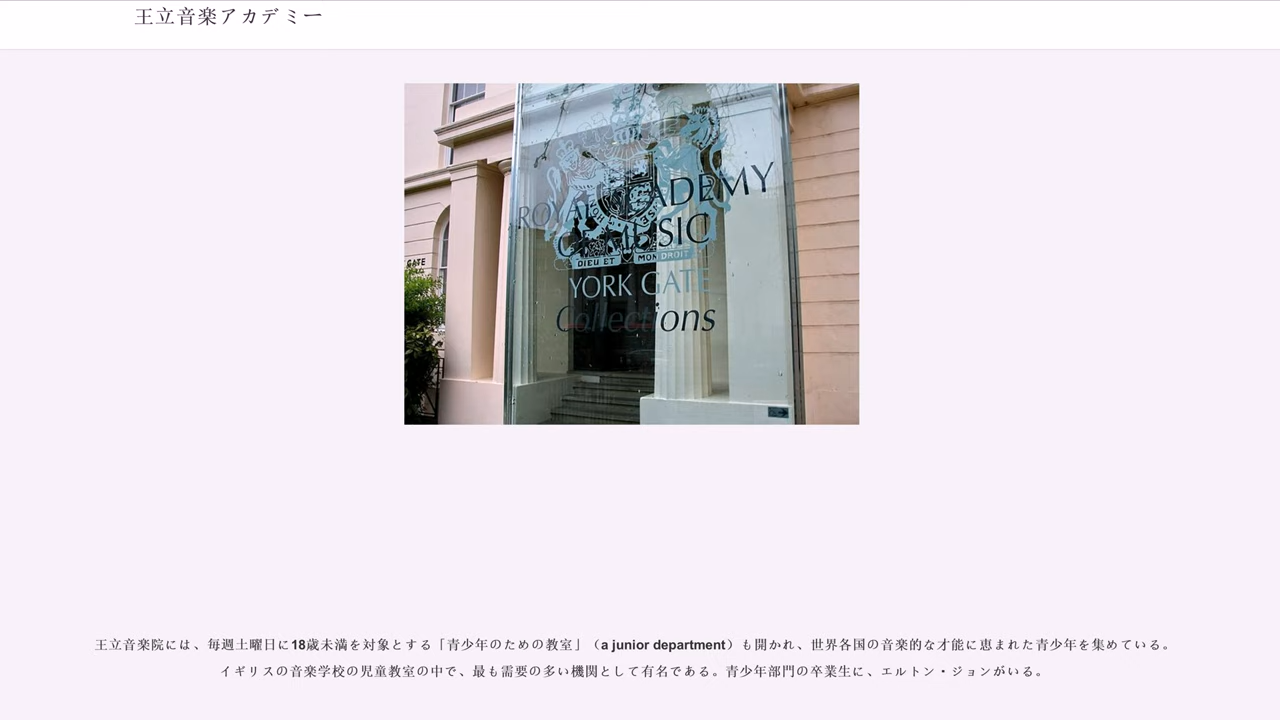 王立音楽アカデミー
ROYAL ACADEMY
OF MUSIC
DIEU ET MON DROIT
YORK GATE
Collections
GATE
王立音楽院には、毎週土曜日に18歳未満を対象とする「青少年のための教室」（a junior department）も開かれ、世界各国の音楽的な才能に恵まれた青少年を集めている。
イギリスの音楽学校の児童教室の中で、最も需要の多い機関として有名である。青少年部門の卒業生に、エルトン・ジョンがいる。